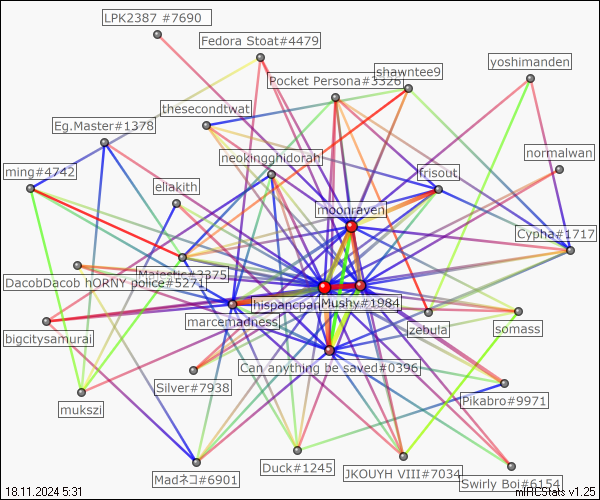 LPK2387 #7690
Fedora Stoat#4479
yoshimanden
shawntee9
Pocket Persona#3326
thesecondtwat
Eg.Master#1378
normalwan
neokingghidorah
ming#4742
frisout
ellakith
moonraven
Cypha#1717
Majestic#3375
DacobDacob hORNY police#5271
hispancoar
Mushy#1984
marcemadness
zebula
somass
bigcitysamurai
Can anything be saved#0396
Silver#7938
Pikabro#9971
mukszi
Duck#1245
JKOUYH VIII#7034
Madネコ#6901
Swirly Boi#6154
18.11.2024 5:31
mIRCStats v1.25